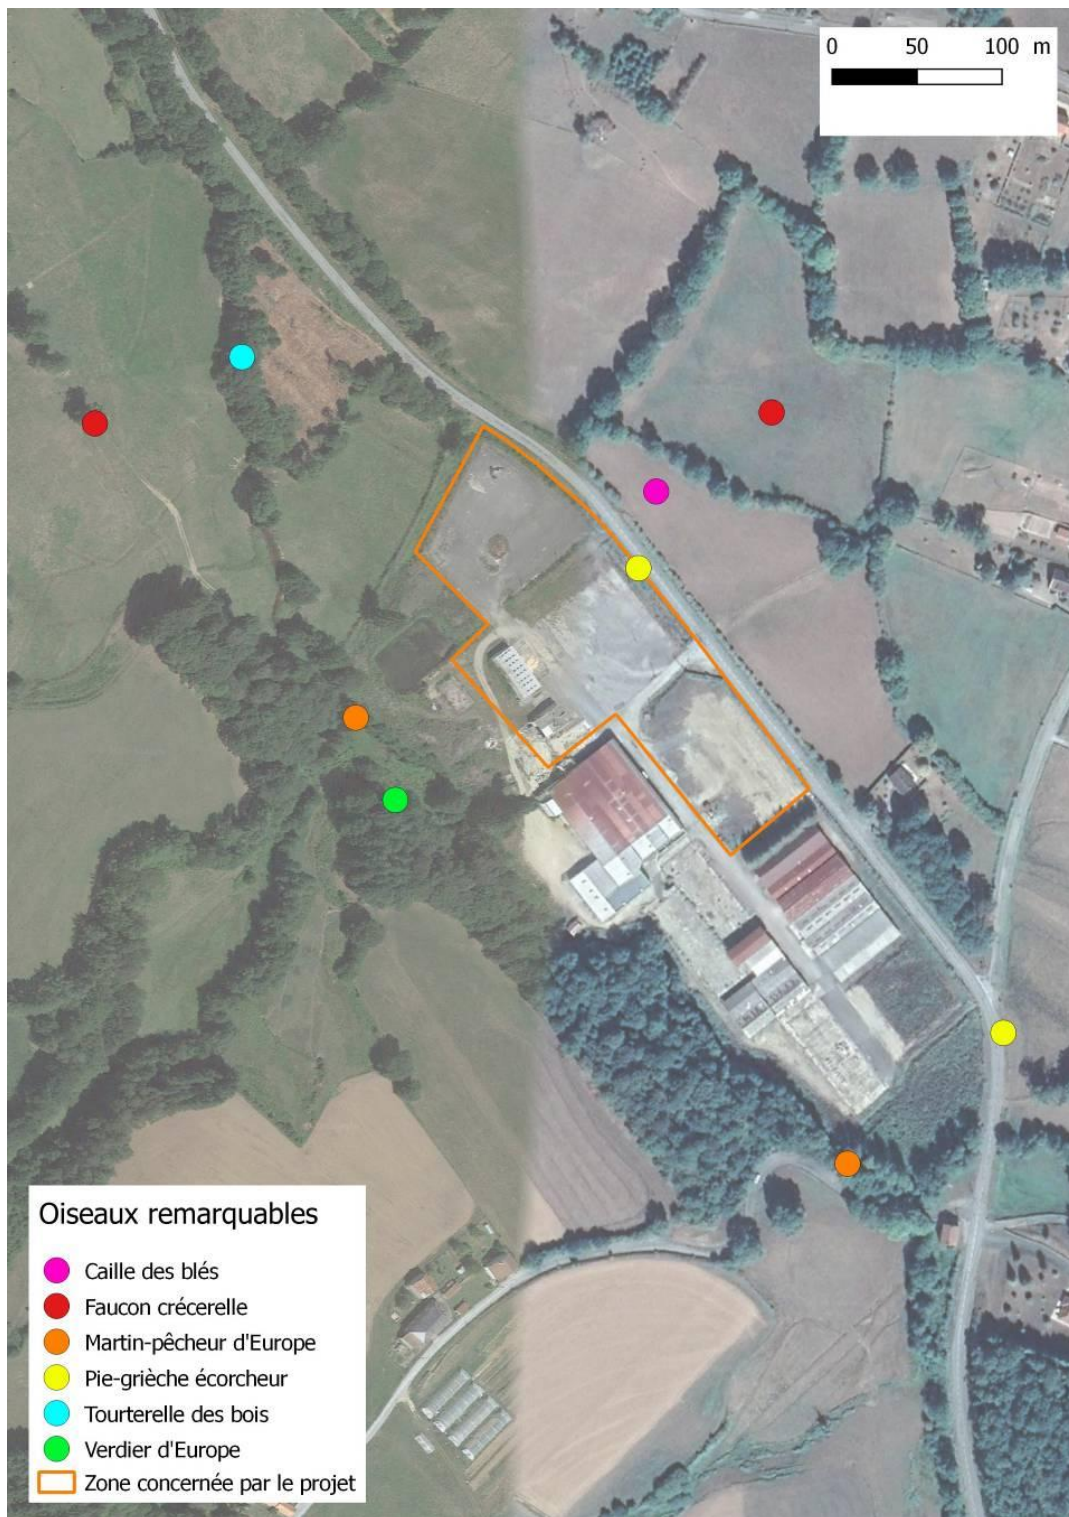 0 50 100 m
Oiseaux remarquables
Caille des blés
Faucon crécerelle
Martin-pêcheur d'Europe
Pie-grièche écorcheur
Tourterelle des bois
Verdier d'Europe
Zone concernée par le projet